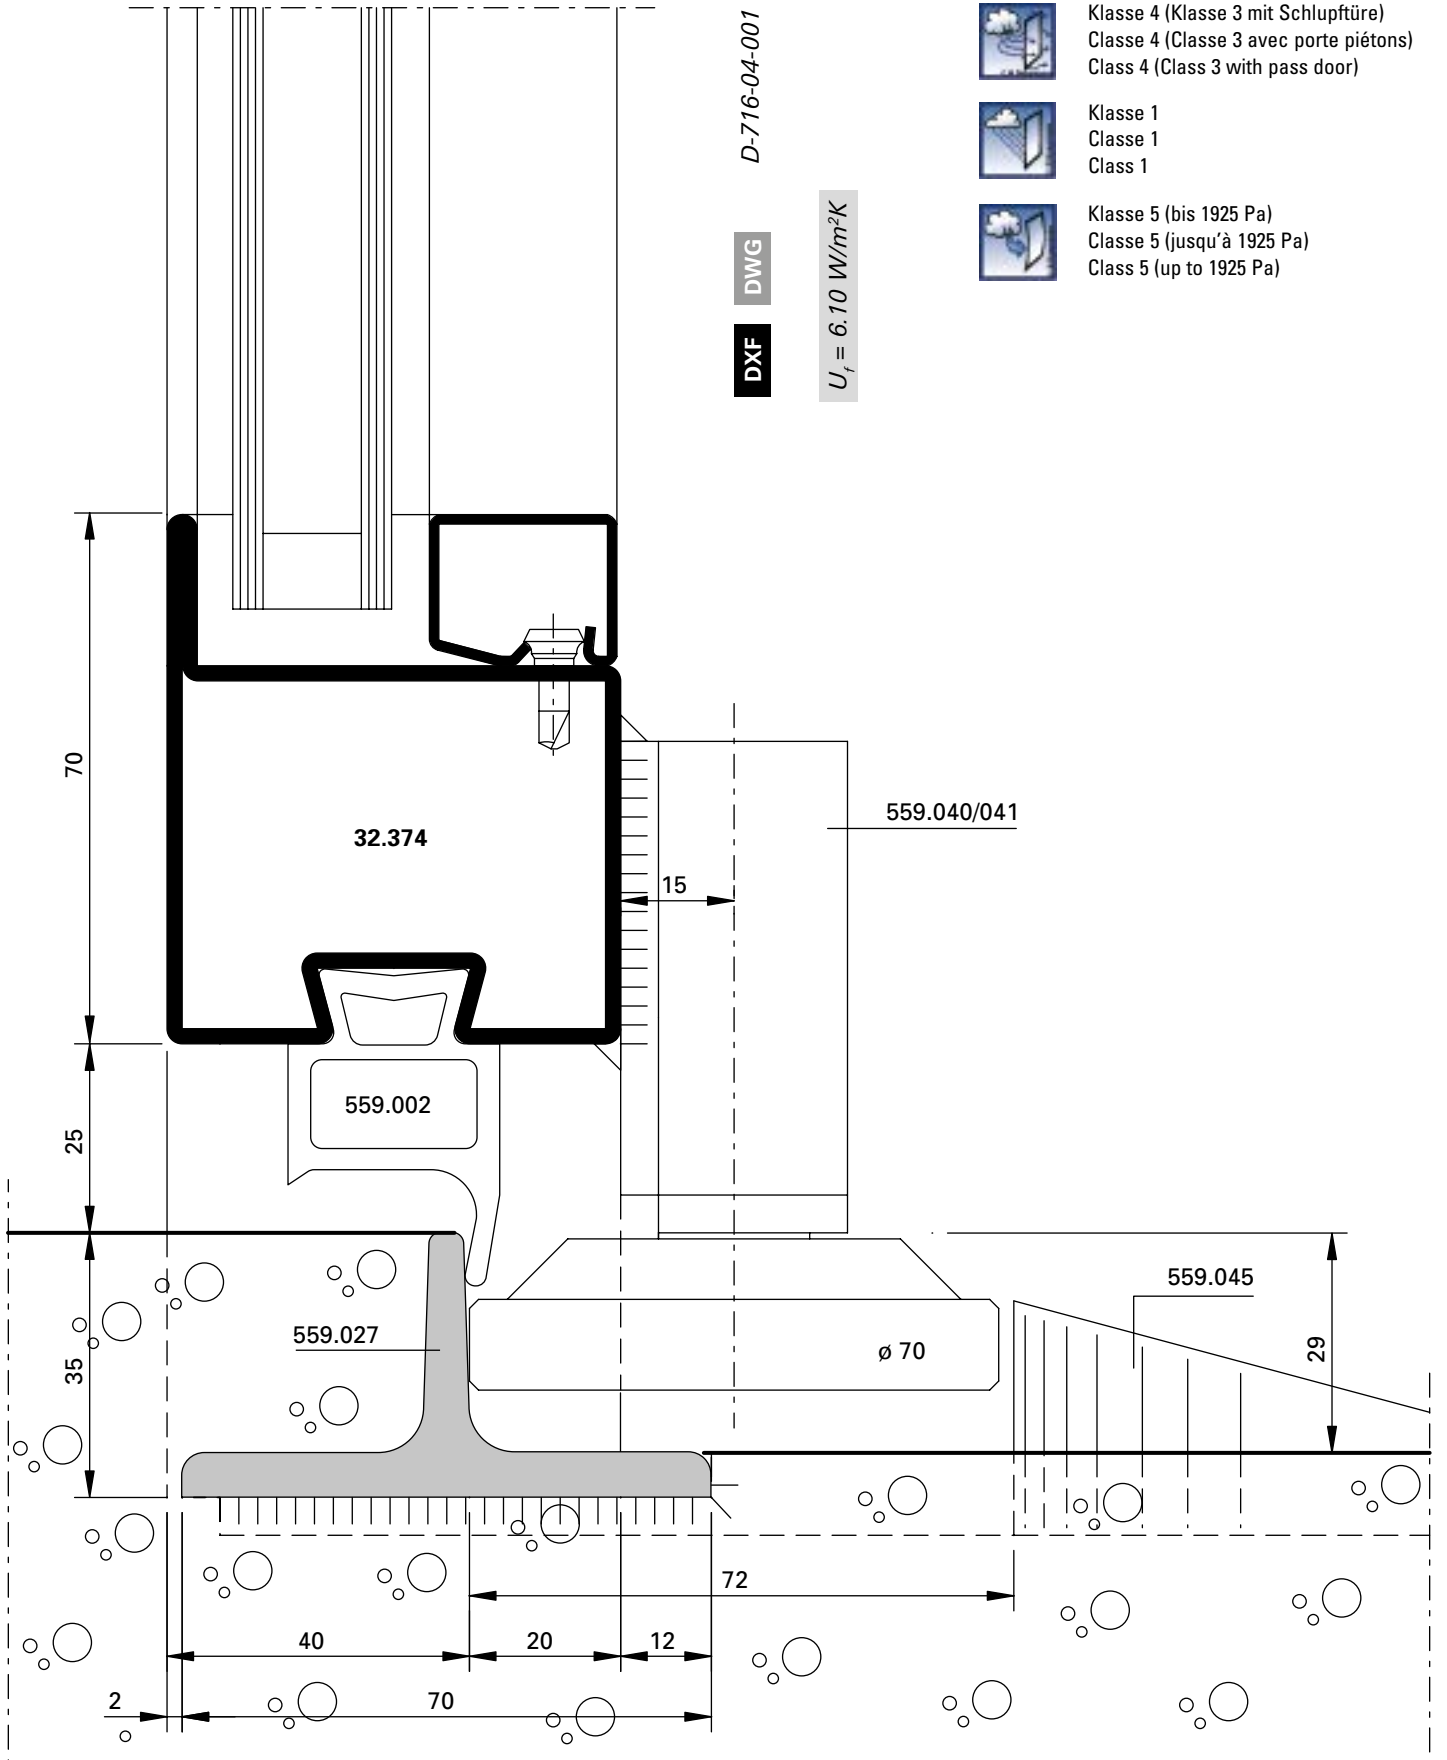 Klasse 4 (Klasse 3 mit Schlupftüre)
Classe 4 (Classe 3 avec porte piétons)
Class 4 (Class 3 with pass door)
Klasse 1
Classe 1
Class 1
Klasse 5 (bis 1925 Pa)
Classe 5 (jusqu'à 1925 Pa)
Class 5 (up to 1925 Pa)
D-716-04-001
DXF
DWG
U_f = 6.10 W/m²K
70
32.374
559.040/041
15
25
559.002
35
559.027
ø 70
559.045
29
72
40
20
12
2
70